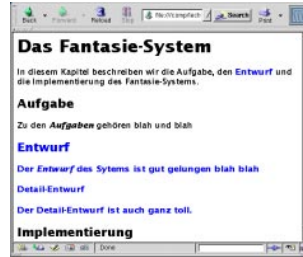 Back Forward Reload Stop Search Print
Das Fantasie-System
In diesem Kapitel beschreiben wir die Aufgabe, den Entwurf und
die Implementierung des Fantasie-Systems.
Aufgabe
Zu den Aufgaben gehören blah und blah
Entwurf
Der Entwurf des Sytems ist gut gelungen blah blah
Detail-Entwurf
Der Detail-Entwurf ist auch ganz toll.
Implementierung
Done